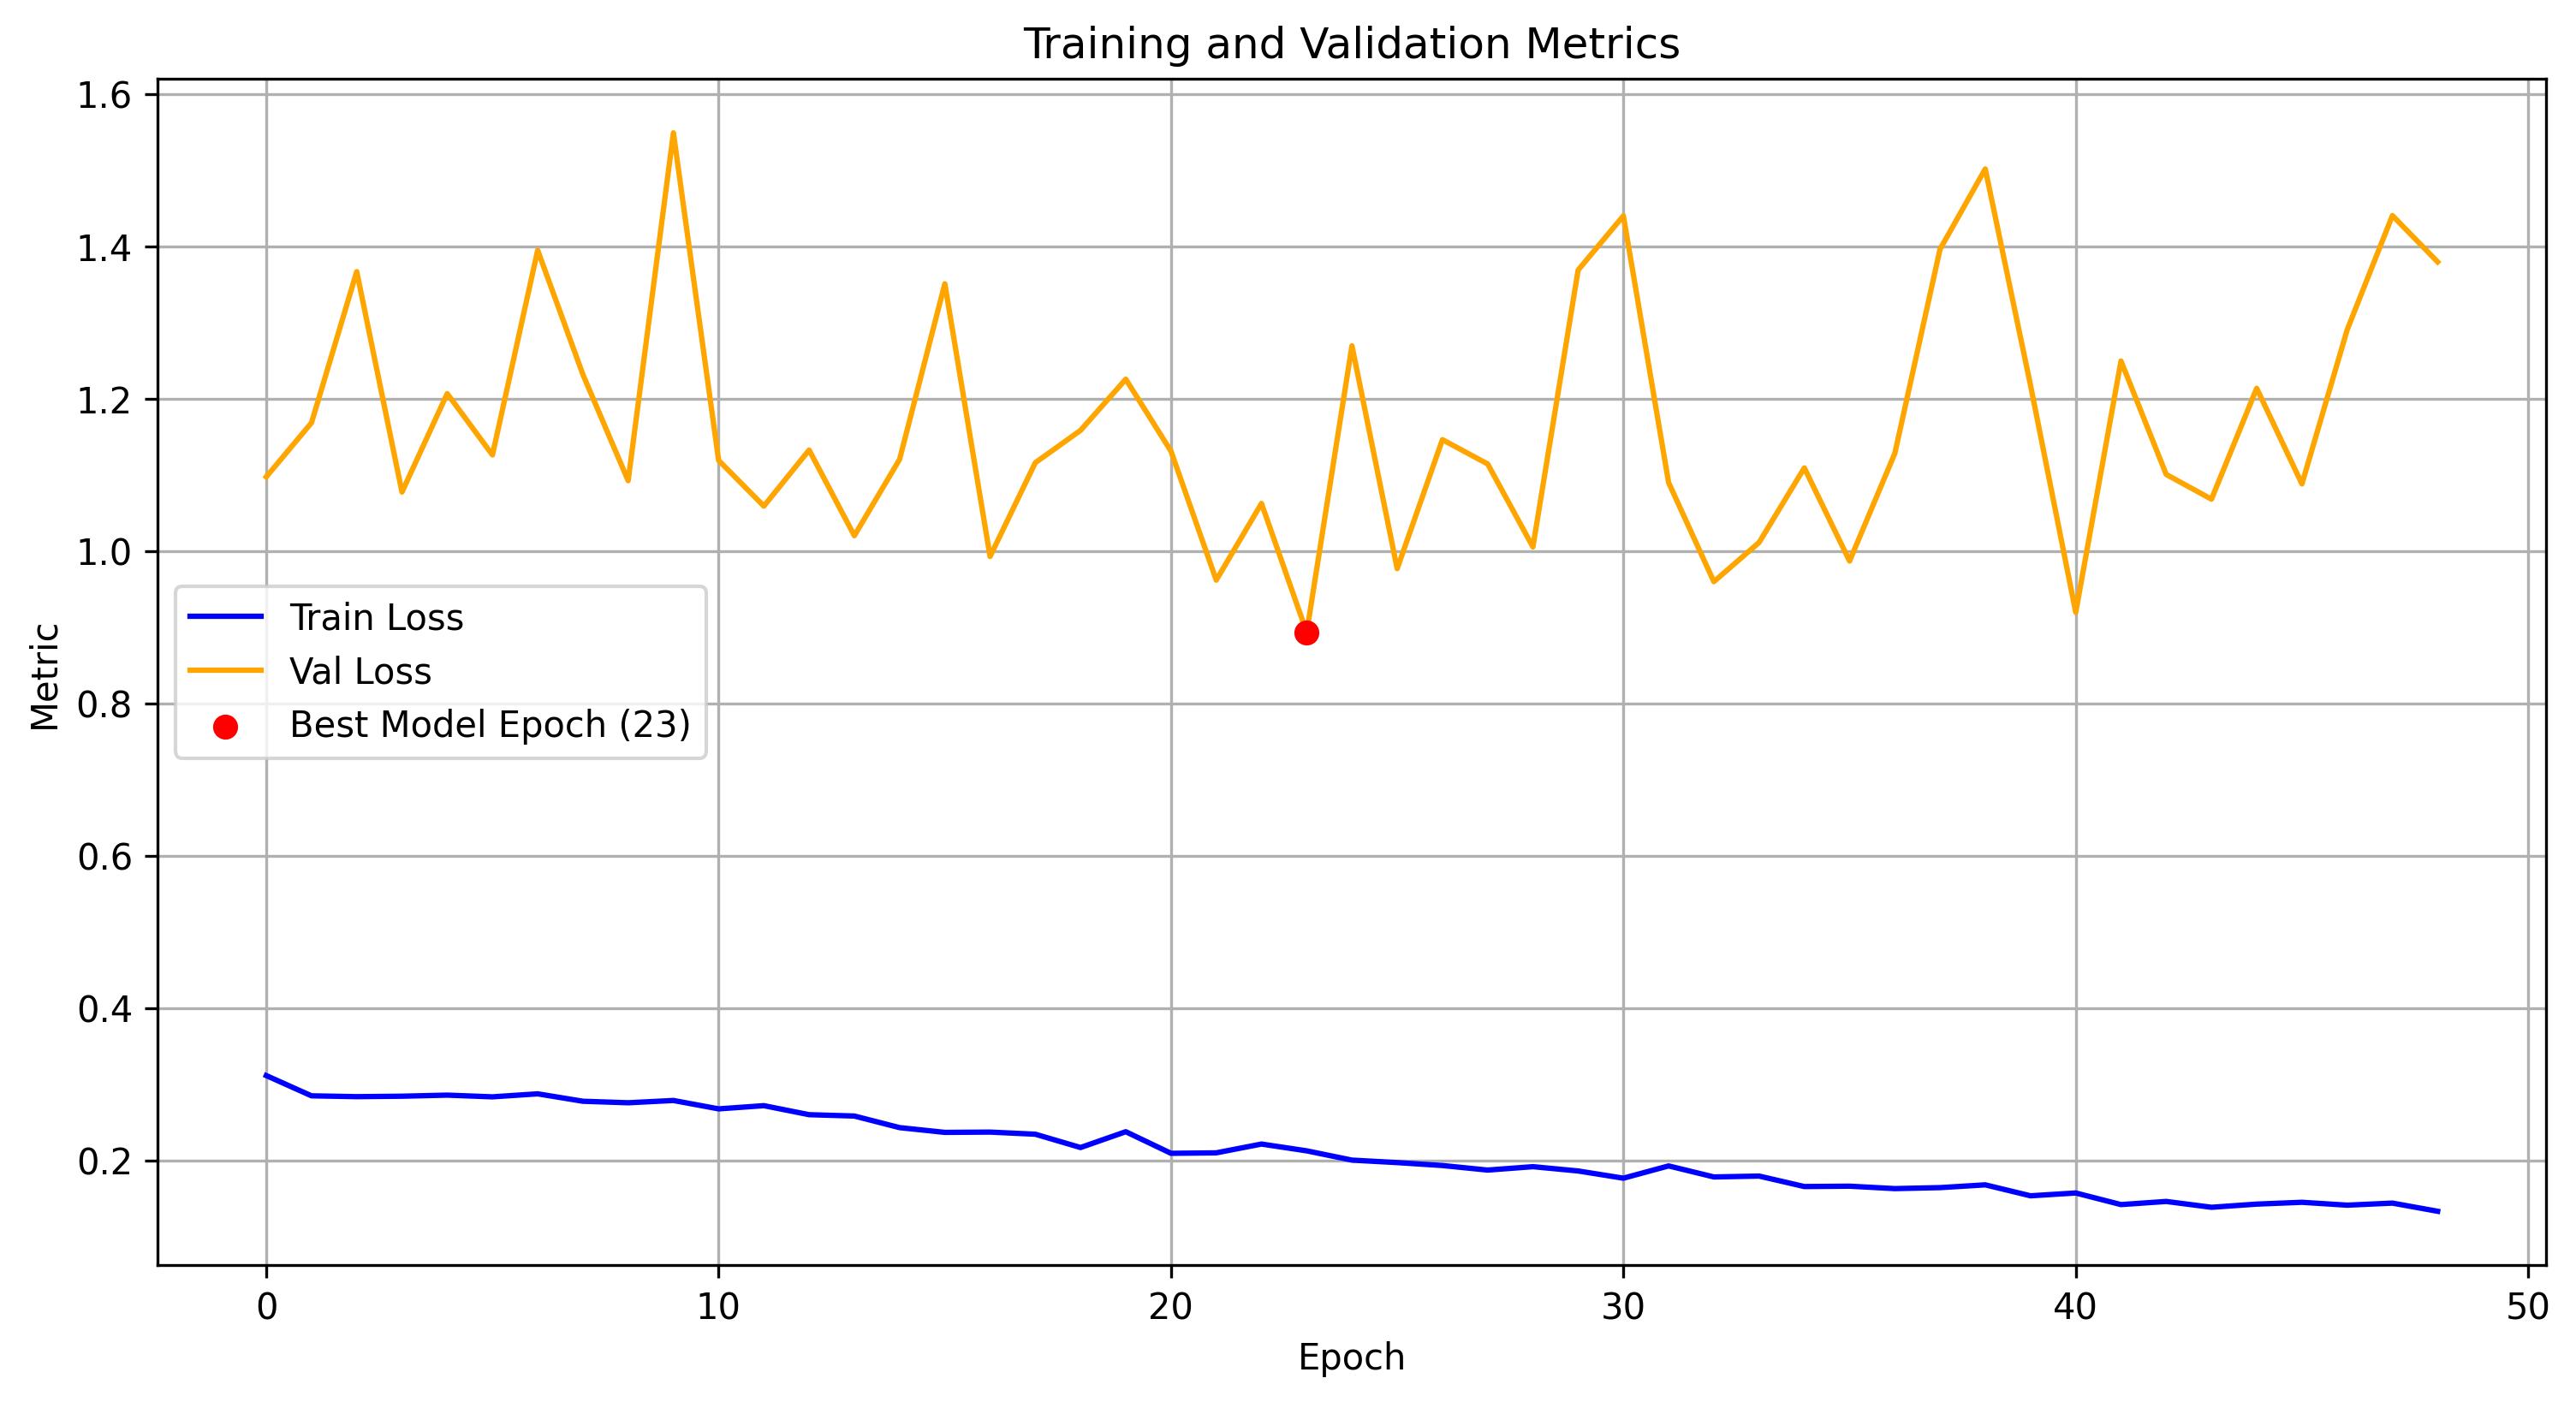 Training and Validation Metrics
1.6
1.4
1.2
1.0
0.8
0.6
0.4
0.2
Metric
Train Loss
Val Loss
Best Model Epoch (23)
0 10 20 30 40 50
Epoch